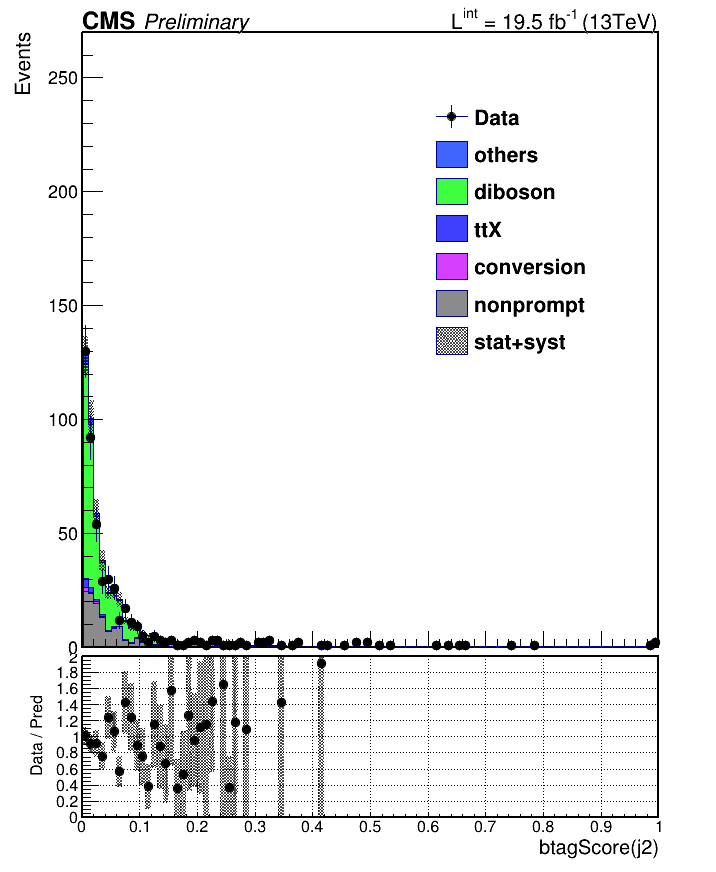 CMS Preliminary L^int = 19.5 fb^-1 (13TeV)
Events
250
200
150
100
50
0
Data
others
diboson
ttX
conversion
nonprompt
stat+syst
Data / Pred
2
1.8
1.6
1.4
1.2
1
0.8
0.6
0.4
0.2
0
0 0.1 0.2 0.3 0.4 0.5 0.6 0.7 0.8 0.9 1
btagScore(j2)